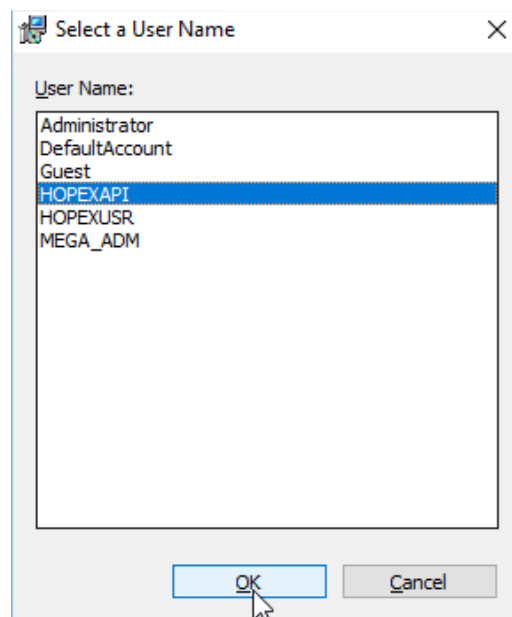 Select a User Name
User Name:
Administrator
DefaultAccount
Guest
HOPEXAPI
HOPEXUSR
MEGA_ADM
OK
Cancel